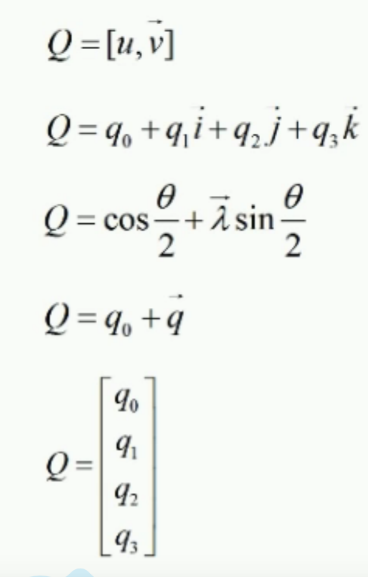 Q = [u, v⃗]
Q = q₀ + q₁i⃗ + q₂j⃗ + q₃k⃗
Q = cos θ/2 + λ⃗ sin θ/2
Q = q₀ + q⃗
Q = [q₀
q₁
q₂
q₃]